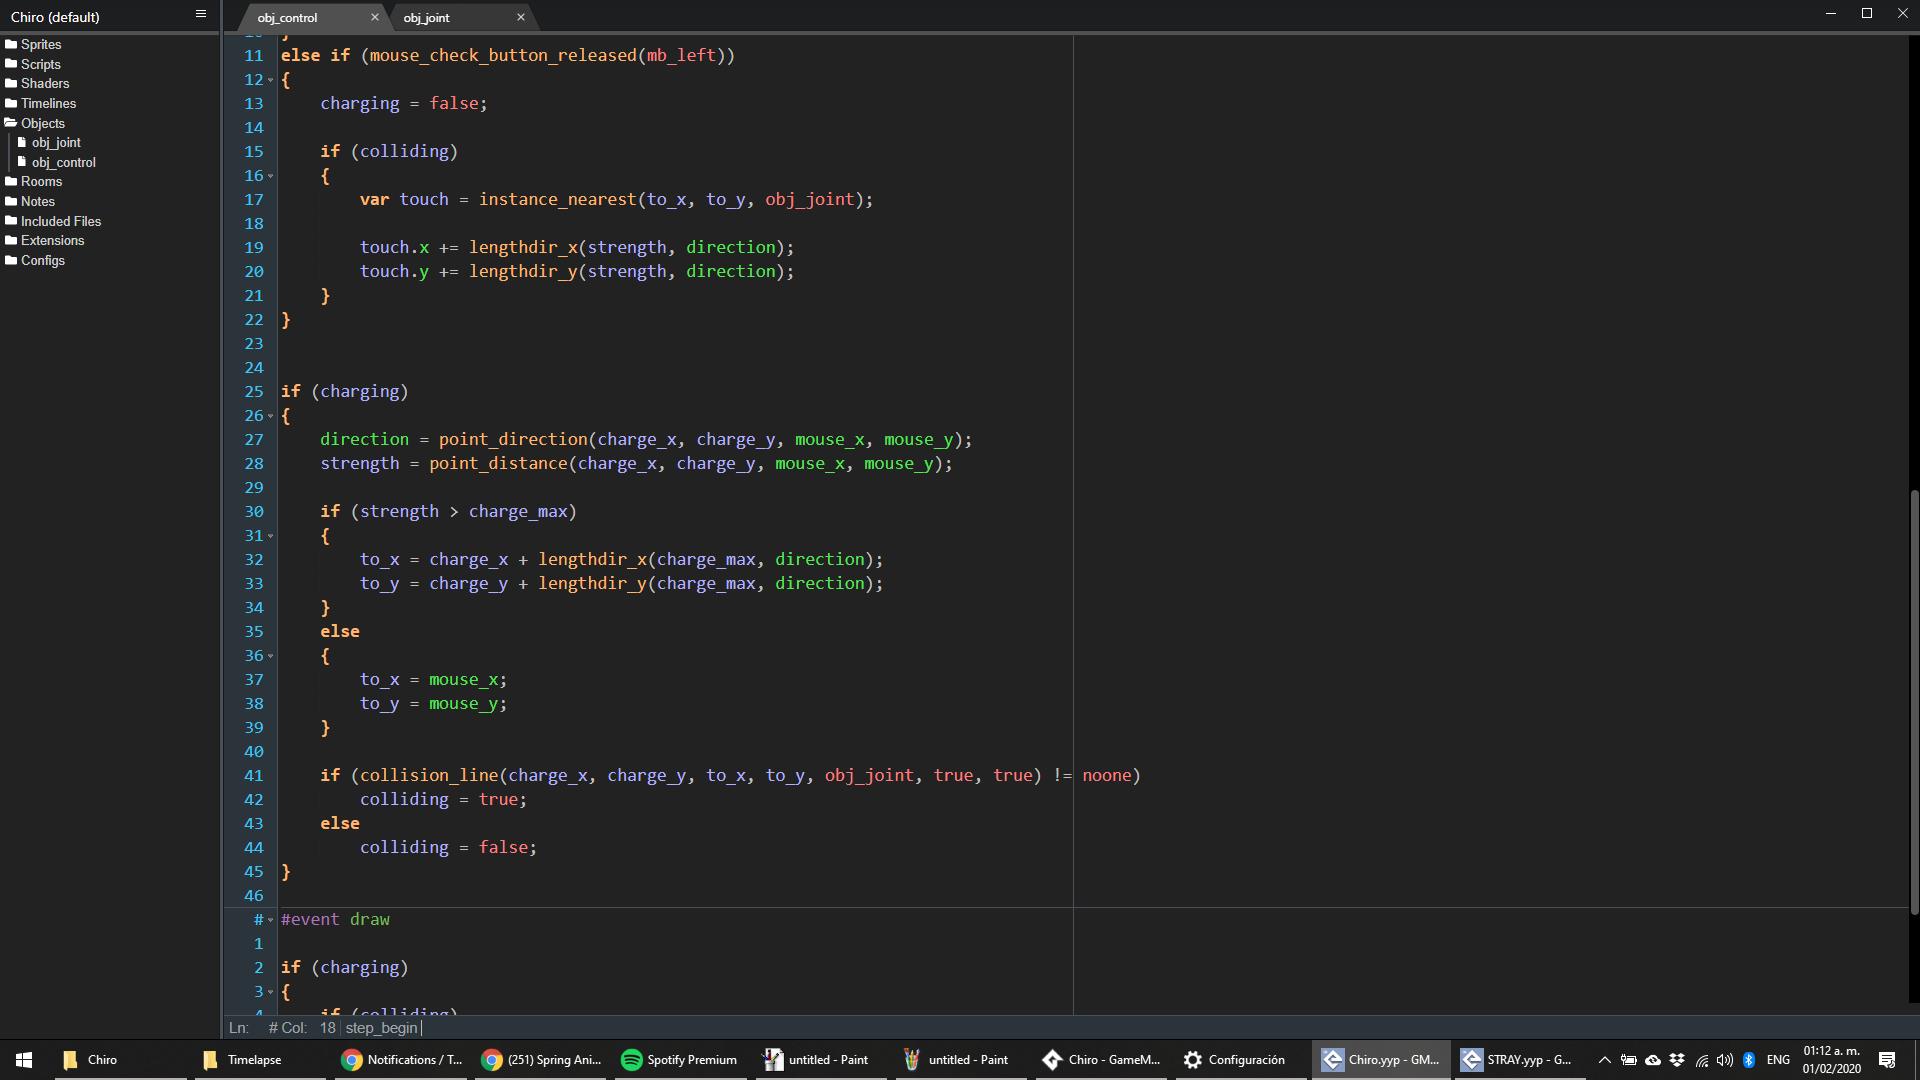 Chiro (default)
obj_control
obj_joint
Sprites
Scripts
Shaders
Timelines
Objects
obj_joint
obj_control
Rooms
Notes
Included Files
Extensions
Configs
11 else if (mouse_check_button_released(mb_left))
12 {
13 charging = false;
14
15 if (colliding)
16 {
17 var touch = instance_nearest(to_x, to_y, obj_joint);
18
19 touch.x += lengthdir_x(strength, direction);
20 touch.y += lengthdir_y(strength, direction);
21 }
22 }
23
24
25 if (charging)
26 {
27 direction = point_direction(charge_x, charge_y, mouse_x, mouse_y);
28 strength = point_distance(charge_x, charge_y, mouse_x, mouse_y);
29
30 if (strength > charge_max)
31 {
32 to_x = charge_x + lengthdir_x(charge_max, direction);
33 to_y = charge_y + lengthdir_y(charge_max, direction);
34 }
35 else
36 {
37 to_x = mouse_x;
38 to_y = mouse_y;
39 }
40
41 if (collision_line(charge_x, charge_y, to_x, to_y, obj_joint, true, true) != noone)
42 colliding = true;
43 else
44 colliding = false;
45 }
46
# #event draw
1
2 if (charging)
3 {
4 if (colliding)
Ln: # Col: 18 step_begin
Chiro
Timelapse
Notifications / T...
(251) Spring Ani...
Spotify Premium
untitled - Paint
untitled - Paint
Chiro - GameM...
Configuración
Chiro.yyp - GM...
STRAY.yyp - G...
ENG
01:12 a. m.
01/02/2020